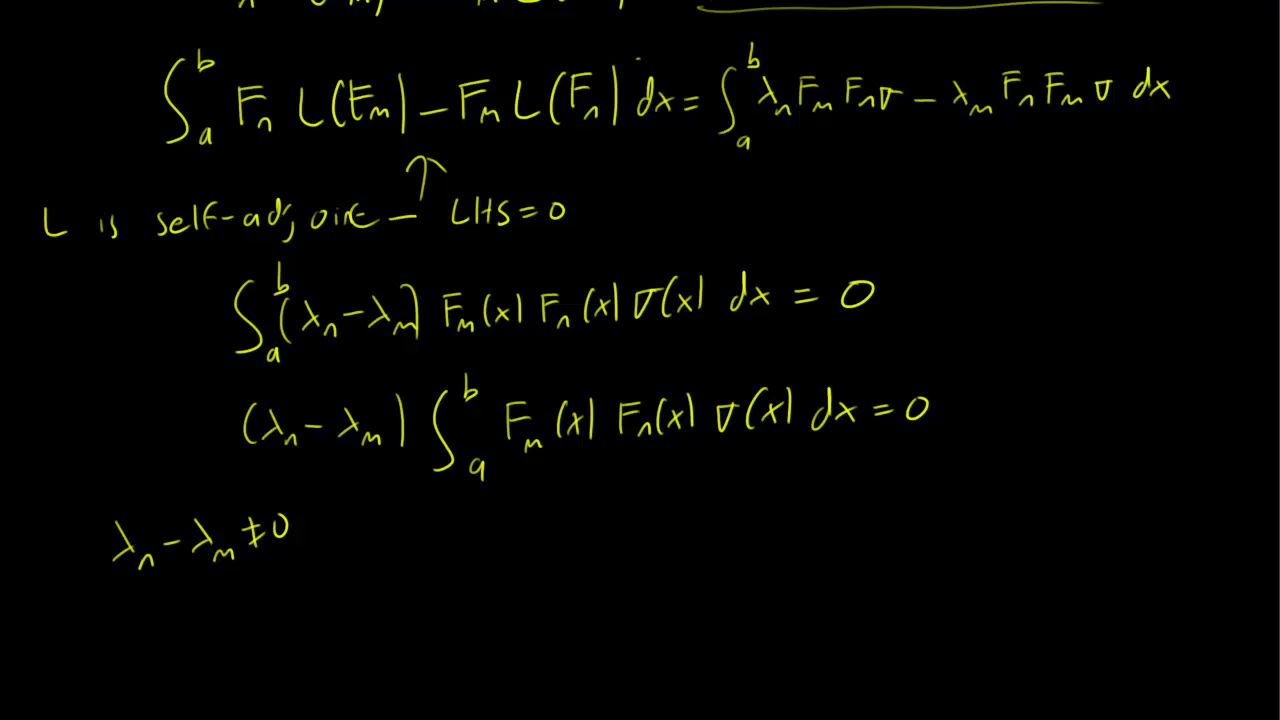 ∫_a^b F_n L(F_m) − F_m L(F_n) dx = ∫_a^b λ_n F_m F_n σ − λ_m F_n F_m σ dx
L is self-adjoint − LHS = 0
∫_a^b (λ_n − λ_m) F_m(x) F_n(x) σ(x) dx = 0
(λ_n − λ_m) ∫_a^b F_m(x) F_n(x) σ(x) dx = 0
λ_n − λ_m ≠ 0